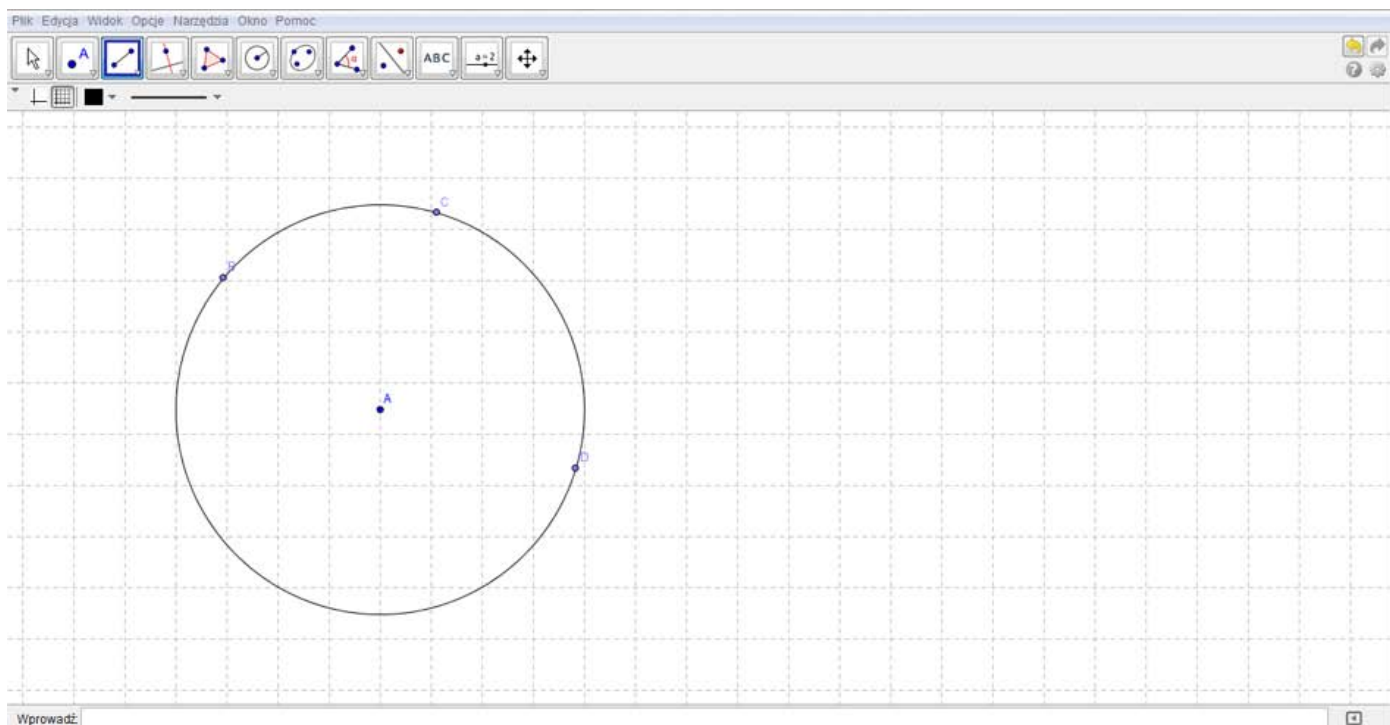 Plik Edycja Widok Opcje Narzędzia Okno Pomoc
A α ABC a=2
C
B
A
D
Wprowadź: